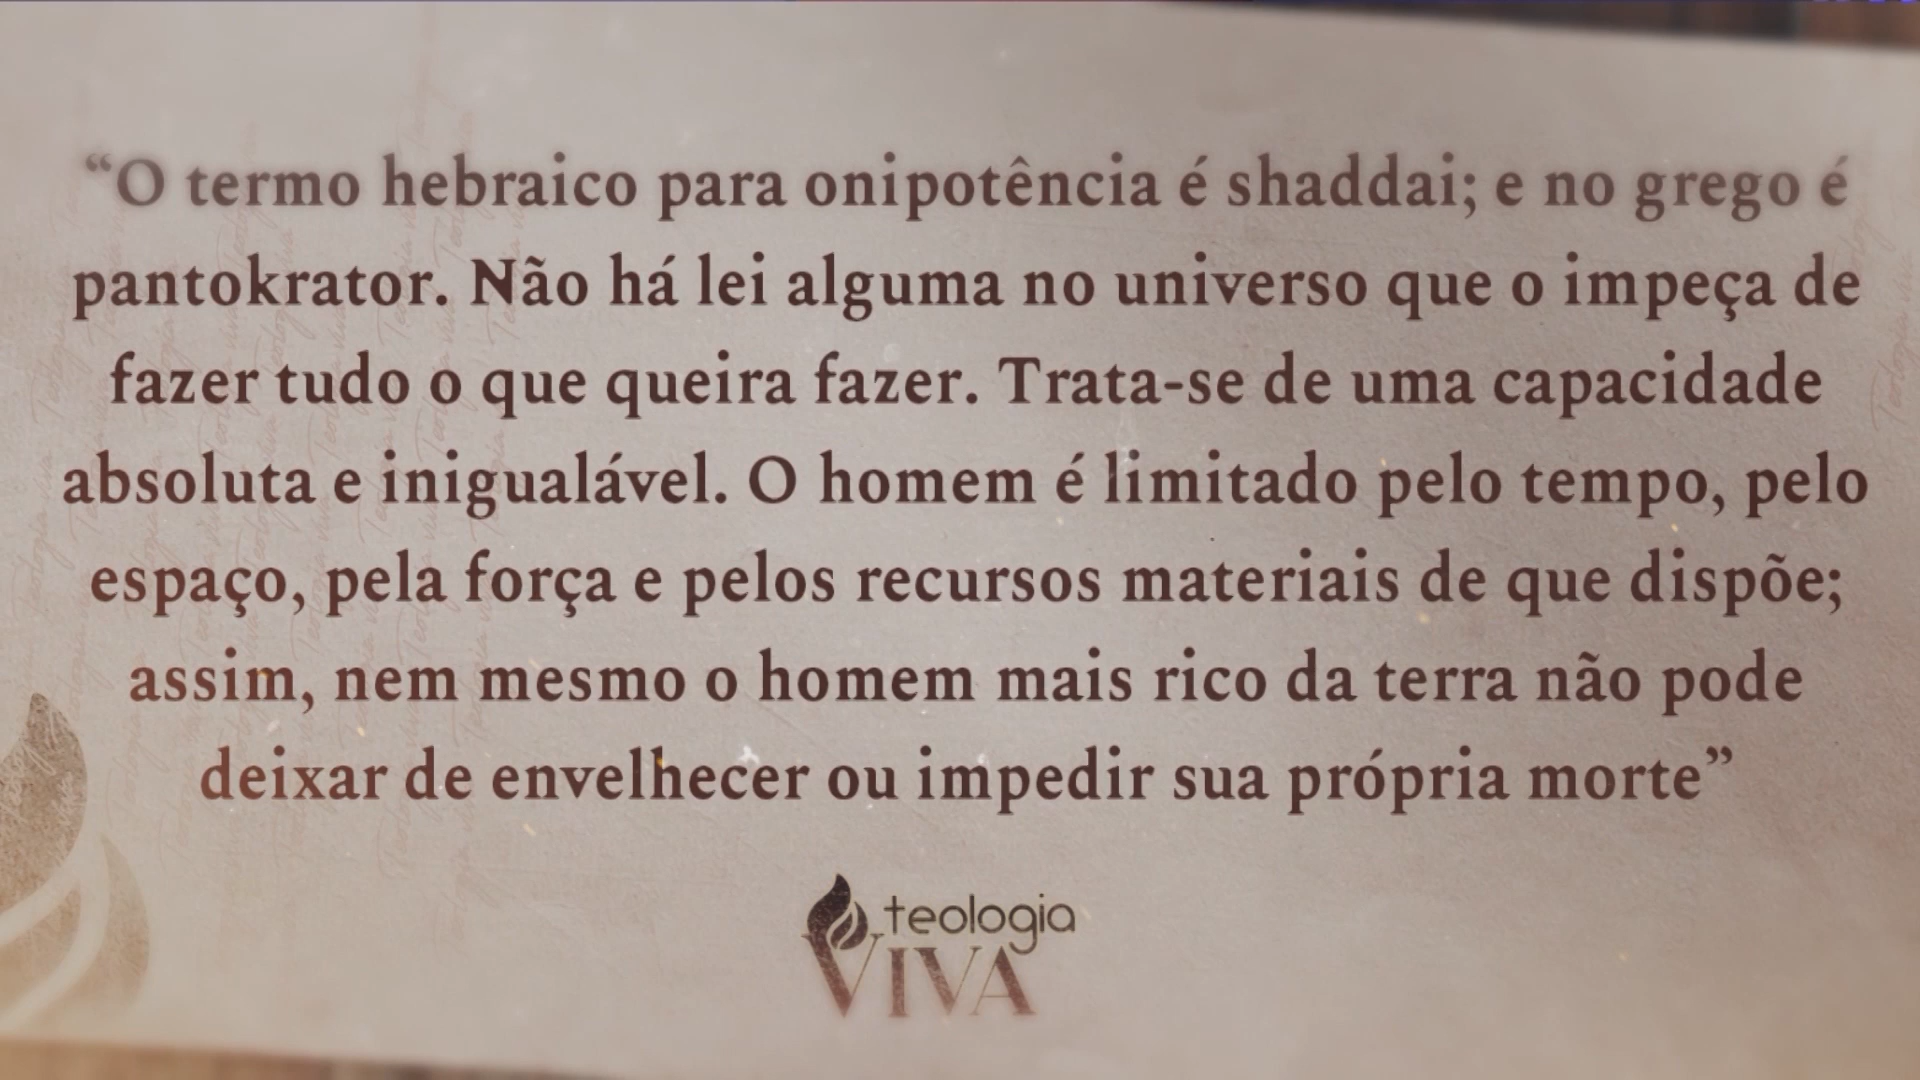 “O termo hebraico para onipotência é shaddai; e no grego é
pantokrator. Não há lei alguma no universo que o impeça de
fazer tudo o que queira fazer. Trata-se de uma capacidade
absoluta e inigualável. O homem é limitado pelo tempo, pelo
espaço, pela força e pelos recursos materiais de que dispõe;
assim, nem mesmo o homem mais rico da terra não pode
deixar de envelhecer ou impedir sua própria morte”
teologia
VIVA